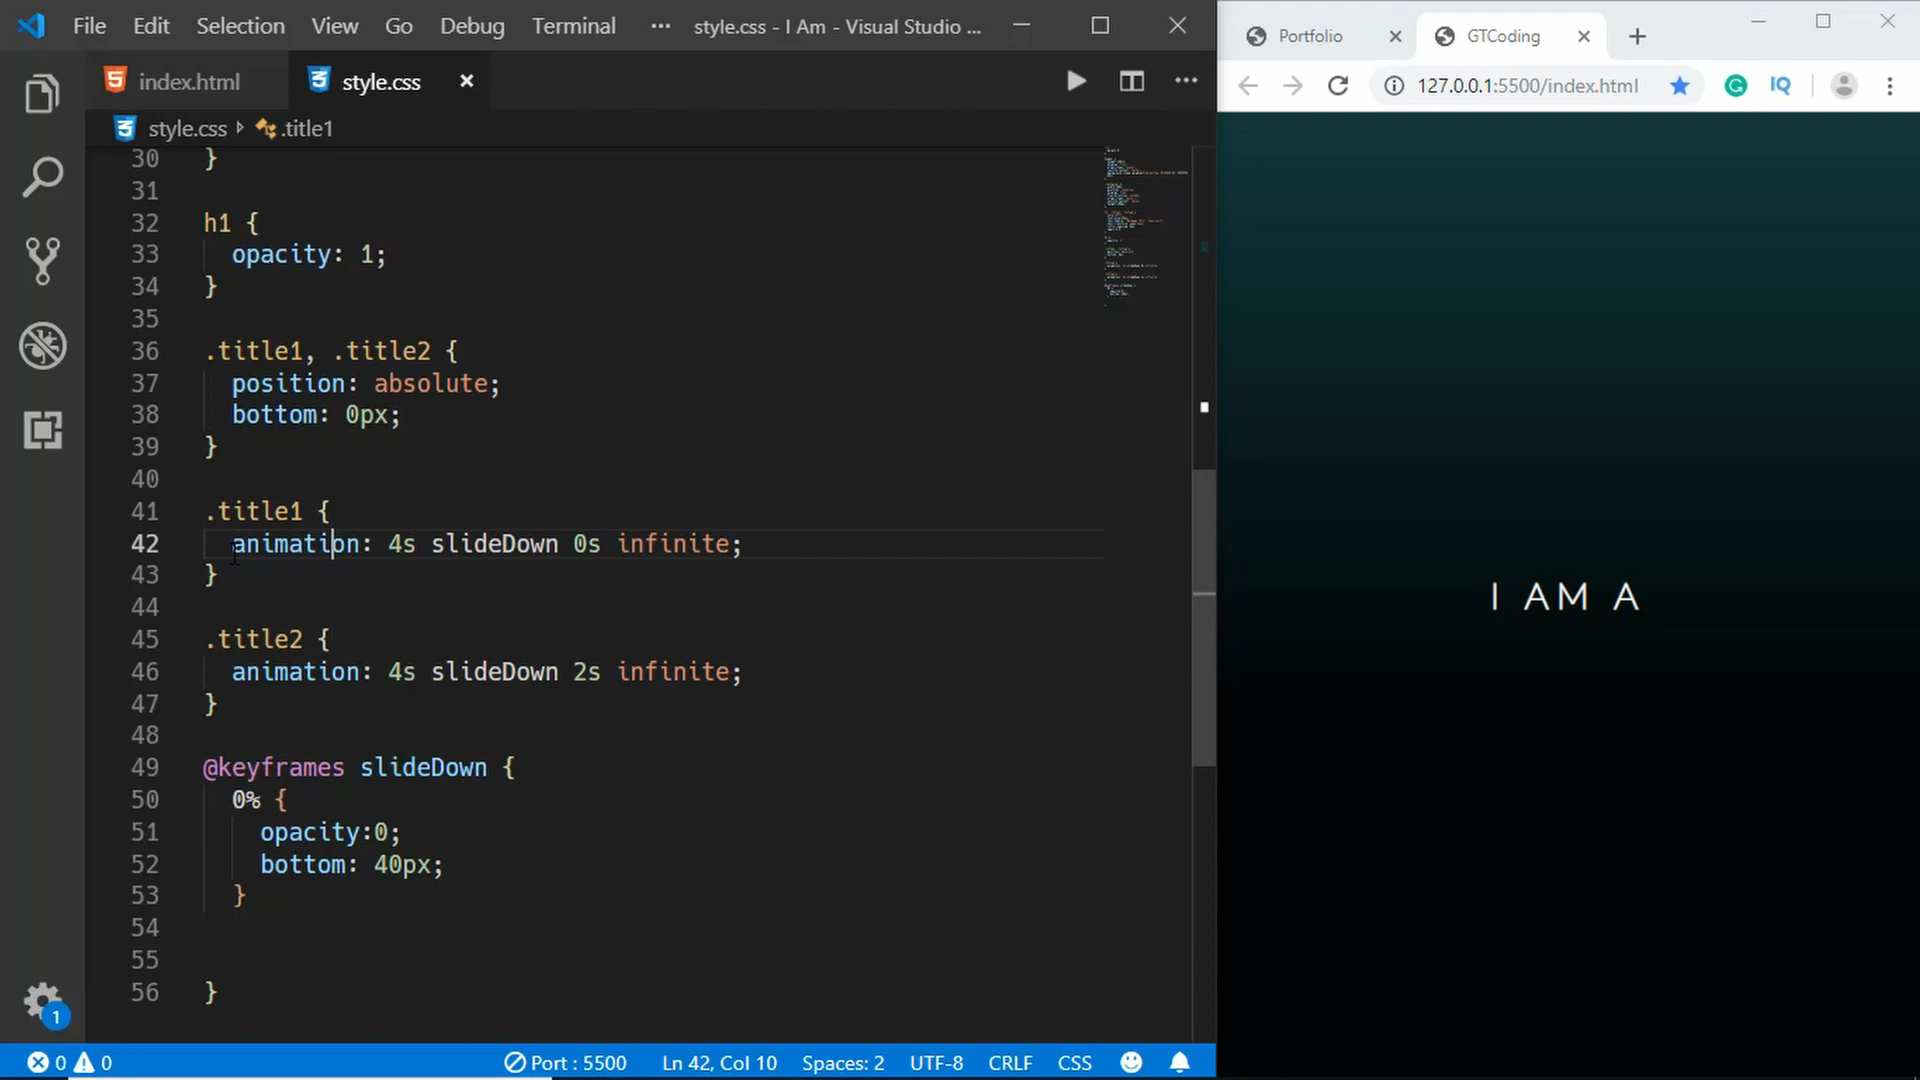 File Edit Selection View Go Debug Terminal ··· style.css - I Am - Visual Studio ...
index.html style.css
style.css .title1
30 }
31
32 h1 {
33 opacity: 1;
34 }
35
36 .title1, .title2 {
37 position: absolute;
38 bottom: 0px;
39 }
40
41 .title1 {
42 animation: 4s slideDown 0s infinite;
43 }
44
45 .title2 {
46 animation: 4s slideDown 2s infinite;
47 }
48
49 @keyframes slideDown {
50 0% {
51 opacity:0;
52 bottom: 40px;
53 }
54
55
56 }
1
0 0 Port : 5500 Ln 42, Col 10 Spaces: 2 UTF-8 CRLF CSS
Portfolio GTCoding
127.0.0.1:5500/index.html IQ
I AM A